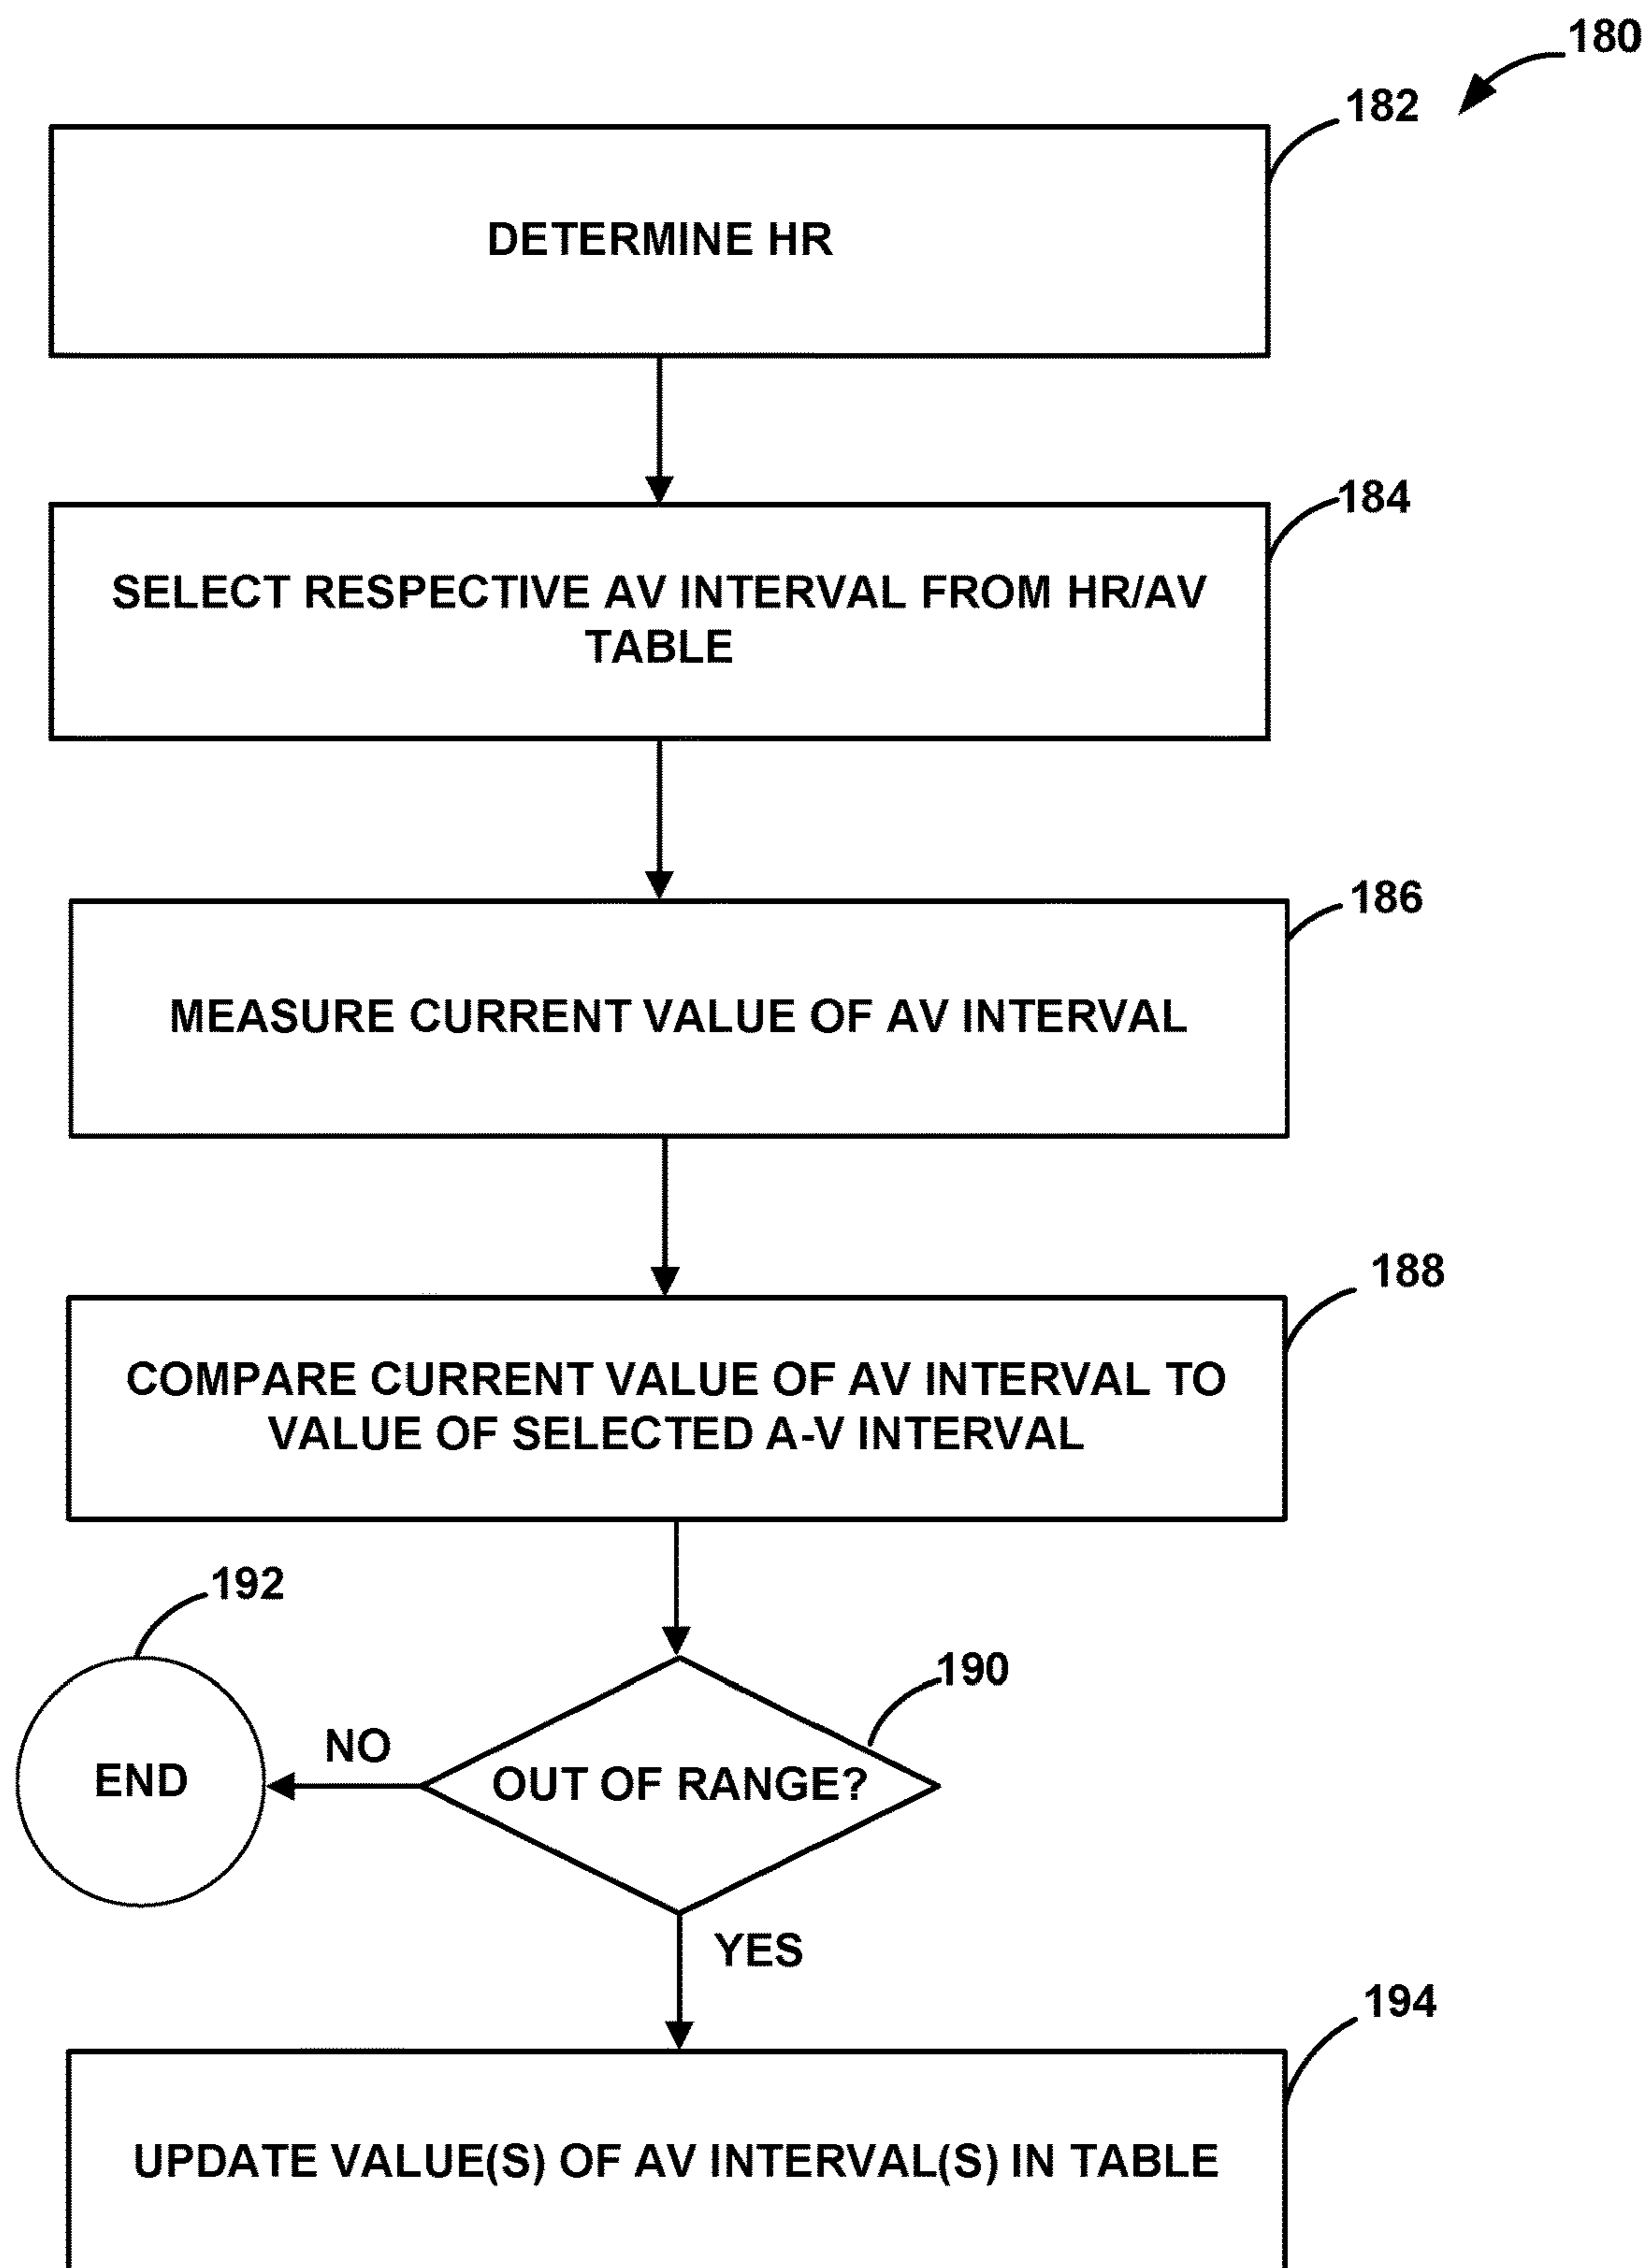 180
182
DETERMINE HR
184
SELECT RESPECTIVE AV INTERVAL FROM HR/AV
TABLE
186
MEASURE CURRENT VALUE OF AV INTERVAL
188
COMPARE CURRENT VALUE OF AV INTERVAL TO
VALUE OF SELECTED A-V INTERVAL
192
190
NO
END
OUT OF RANGE?
YES
194
UPDATE VALUE(S) OF AV INTERVAL(S) IN TABLE